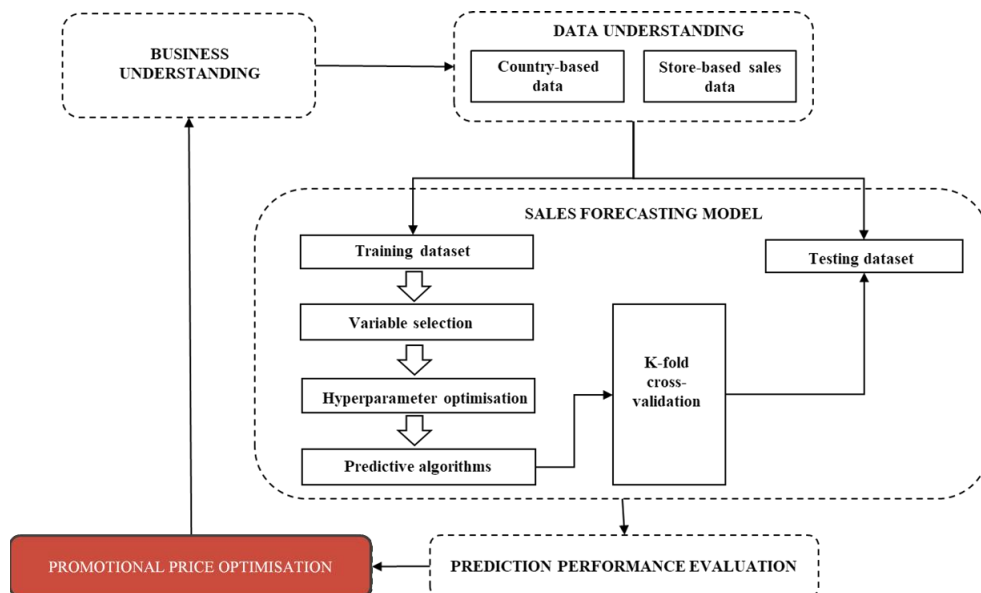 BUSINESS
UNDERSTANDING
DATA UNDERSTANDING
Country-based
data
Store-based sales
data
SALES FORECASTING MODEL
Training dataset
Testing dataset
Variable selection
K-fold
cross-
validation
Hyperparameter optimisation
Predictive algorithms
PROMOTIONAL PRICE OPTIMISATION
PREDICTION PERFORMANCE EVALUATION